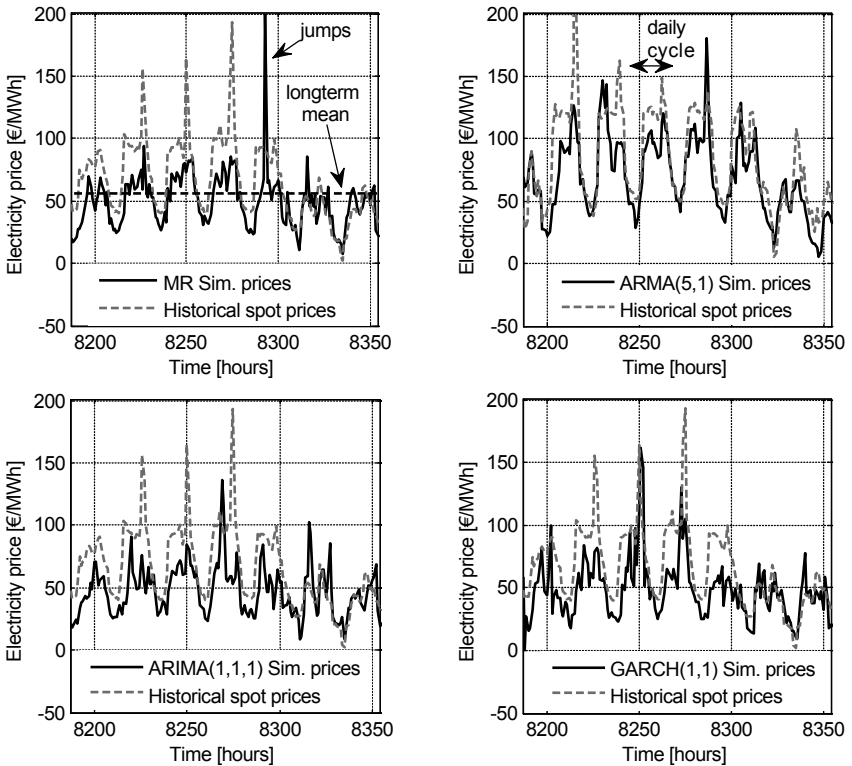 200
150
100
50
0
-50
Electricity price [€/MWh]
jumps
longterm
mean
MR Sim. prices
Historical spot prices
8200
8250
8300
8350
Time [hours]
200
150
100
50
0
-50
Electricity price [€/MWh]
daily
cycle
ARMA(5,1) Sim. prices
Historical spot prices
8200
8250
8300
8350
Time [hours]
200
150
100
50
0
-50
Electricity price [€/MWh]
ARIMA(1,1,1) Sim. prices
Historical spot prices
8200
8250
8300
8350
Time [hours]
200
150
100
50
0
-50
Electricity price [€/MWh]
GARCH(1,1) Sim. prices
Historical spot prices
8200
8250
8300
8350
Time [hours]